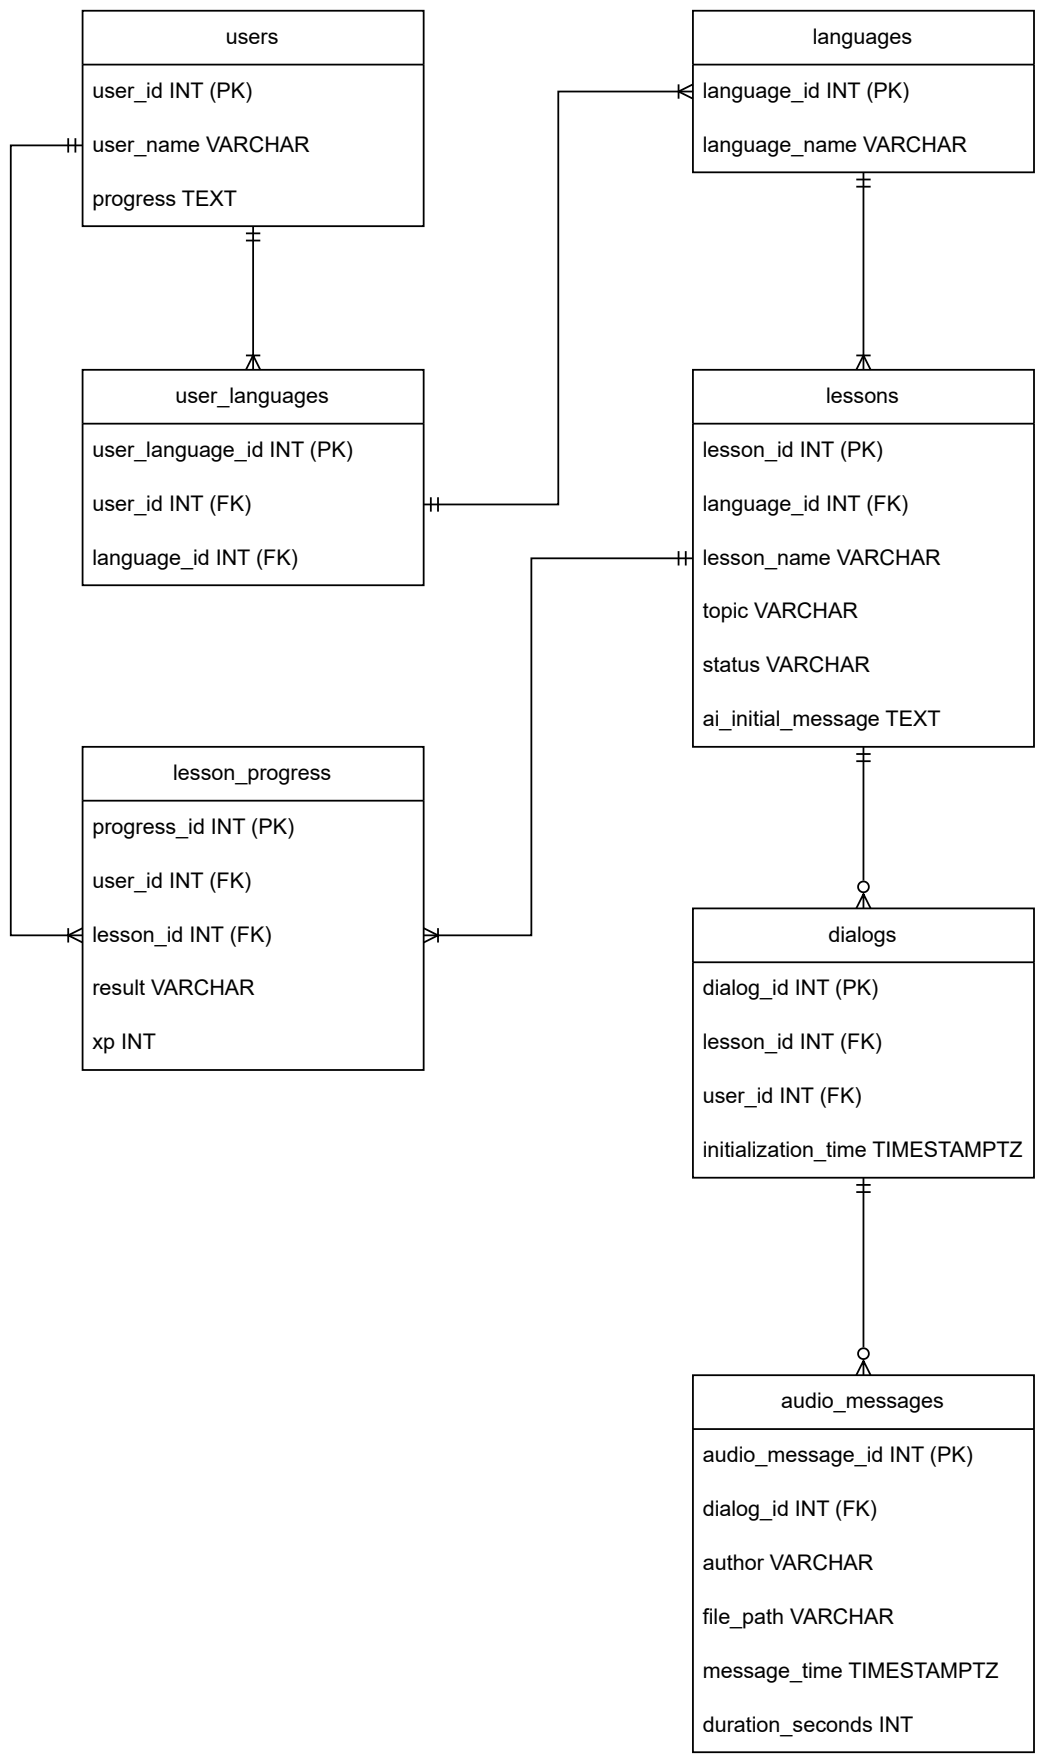 users
user_id INT (PK)
user_name VARCHAR
progress TEXT
languages
language_id INT (PK)
language_name VARCHAR
user_languages
user_language_id INT (PK)
user_id INT (FK)
language_id INT (FK)
lessons
lesson_id INT (PK)
language_id INT (FK)
lesson_name VARCHAR
topic VARCHAR
status VARCHAR
ai_initial_message TEXT
lesson_progress
progress_id INT (PK)
user_id INT (FK)
lesson_id INT (FK)
result VARCHAR
xp INT
dialogs
dialog_id INT (PK)
lesson_id INT (FK)
user_id INT (FK)
initialization_time TIMESTAMPTZ
audio_messages
audio_message_id INT (PK)
dialog_id INT (FK)
author VARCHAR
file_path VARCHAR
message_time TIMESTAMPTZ
duration_seconds INT